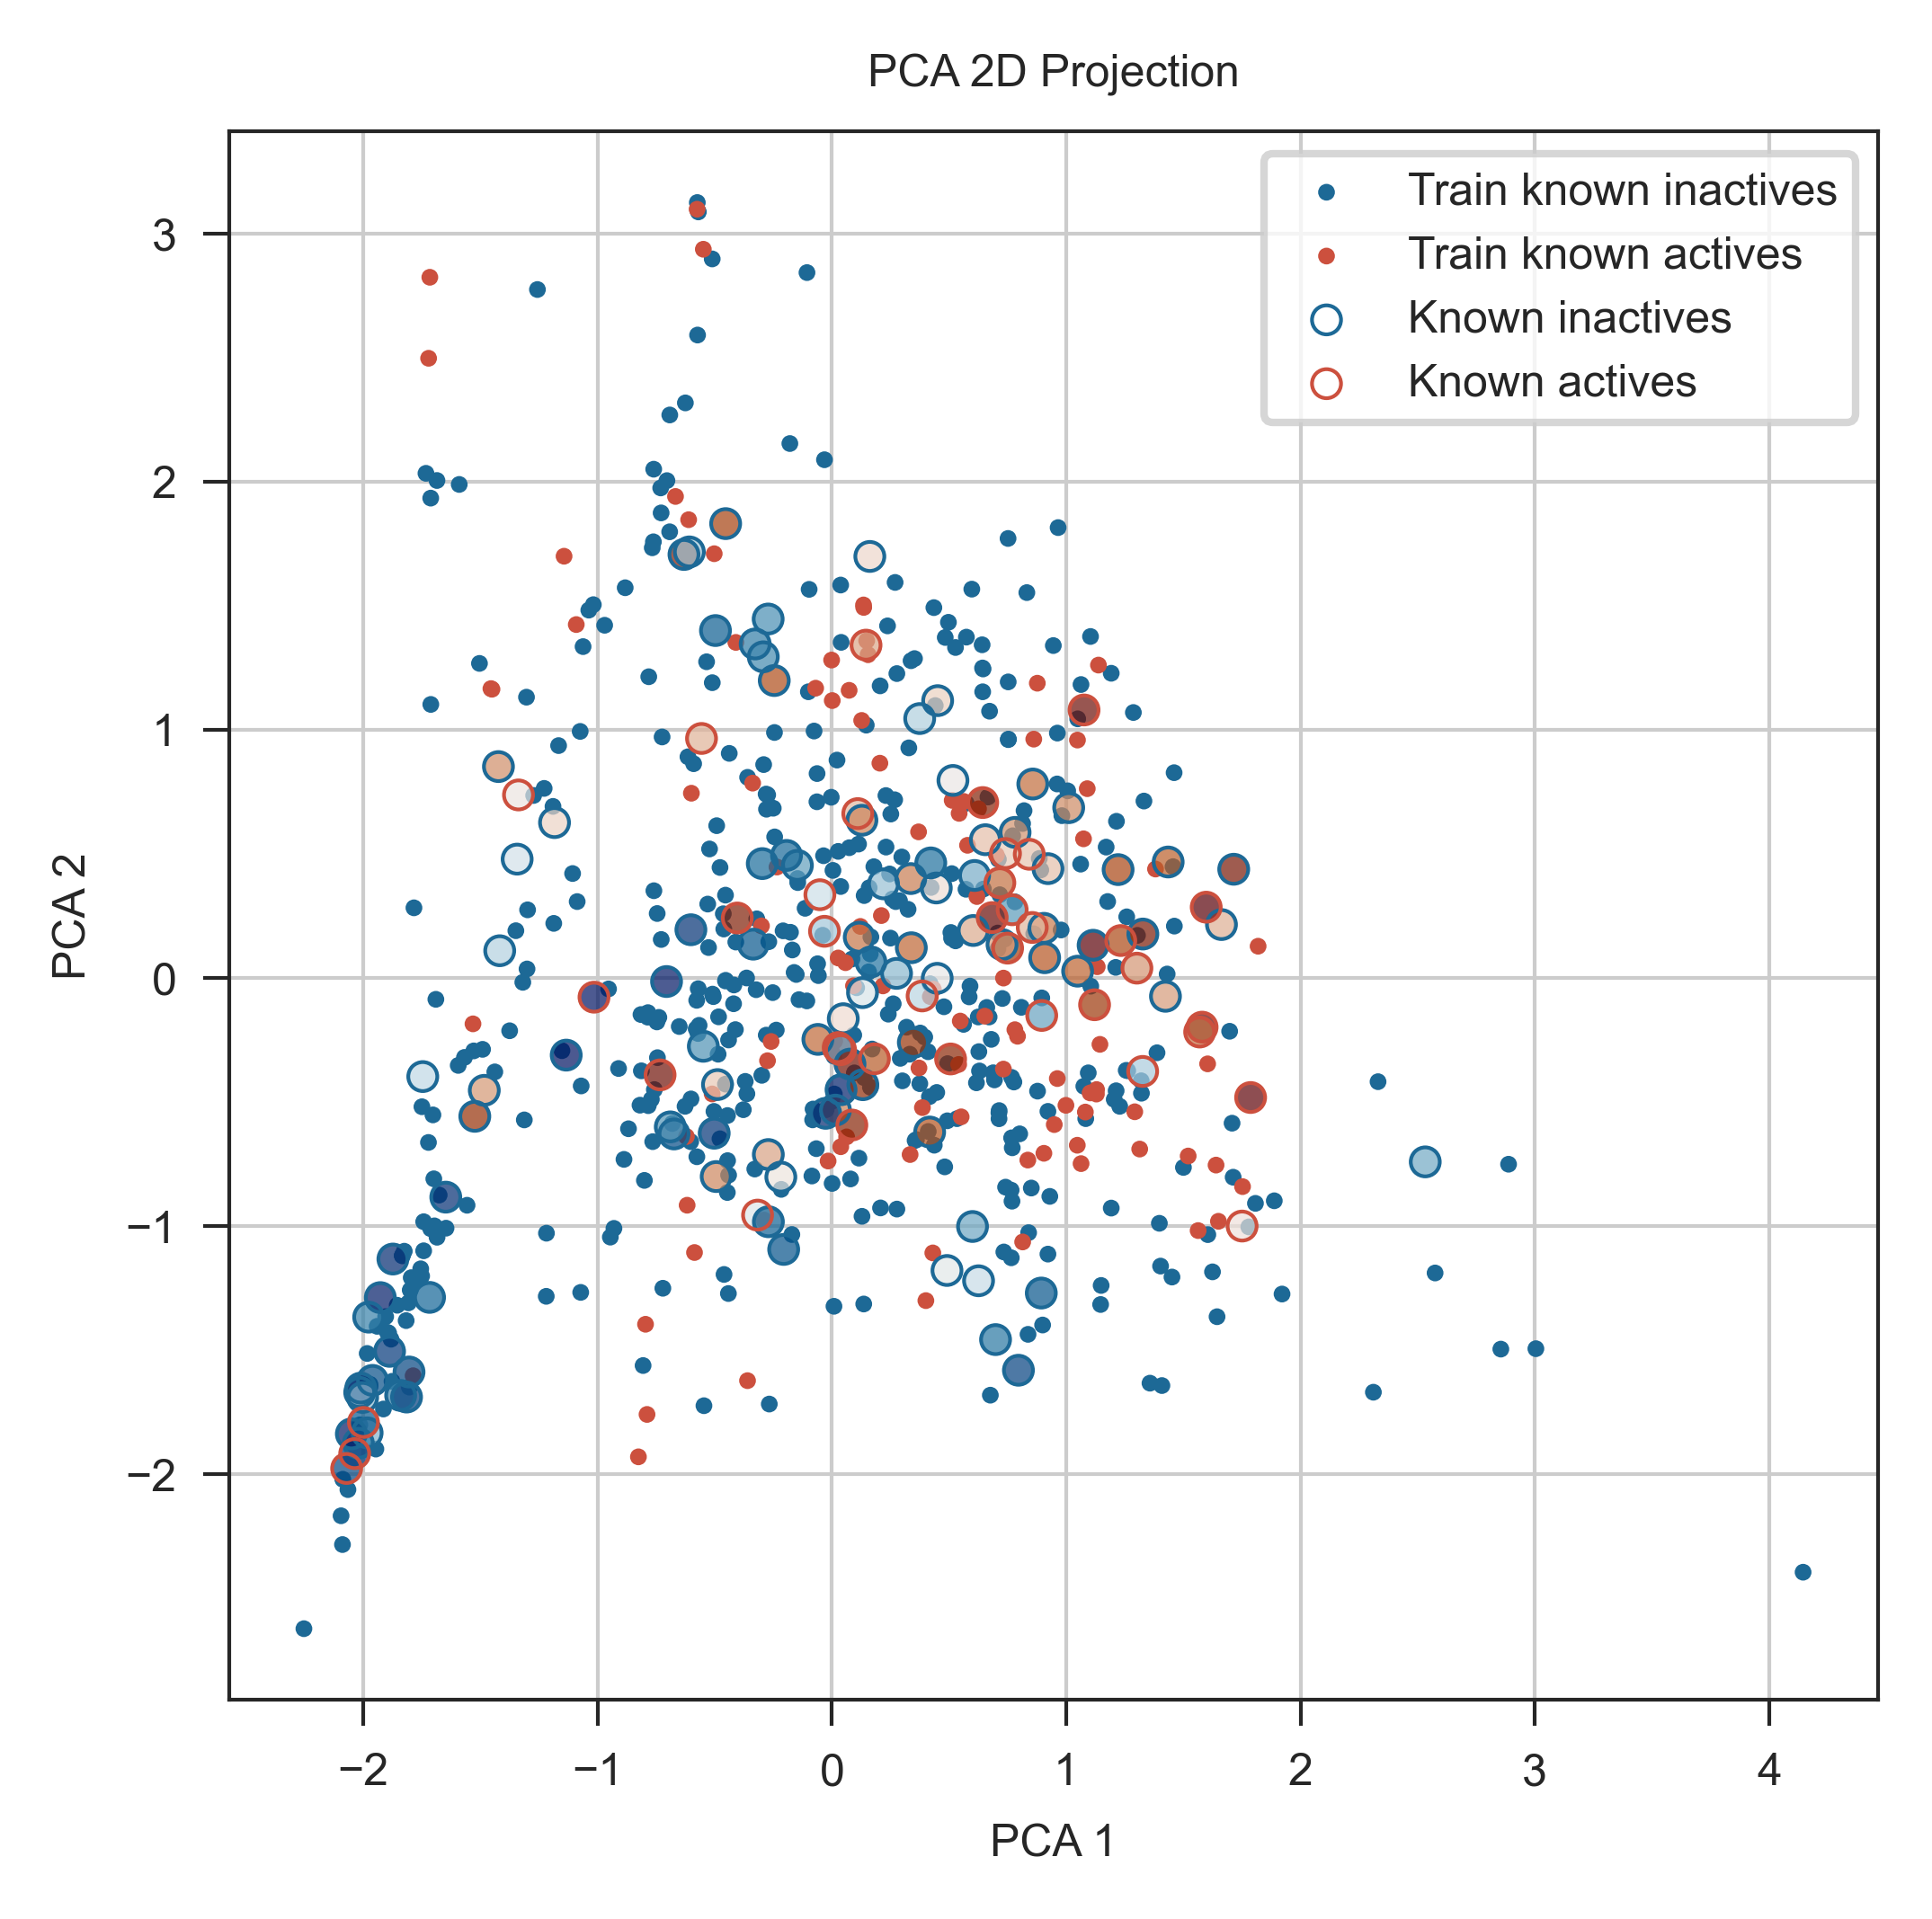 PCA 2D Projection
Train known inactives
Train known actives
Known inactives
Known actives
3
2
1
0
−1
−2
PCA 2
−2 −1 0 1 2 3 4
PCA 1